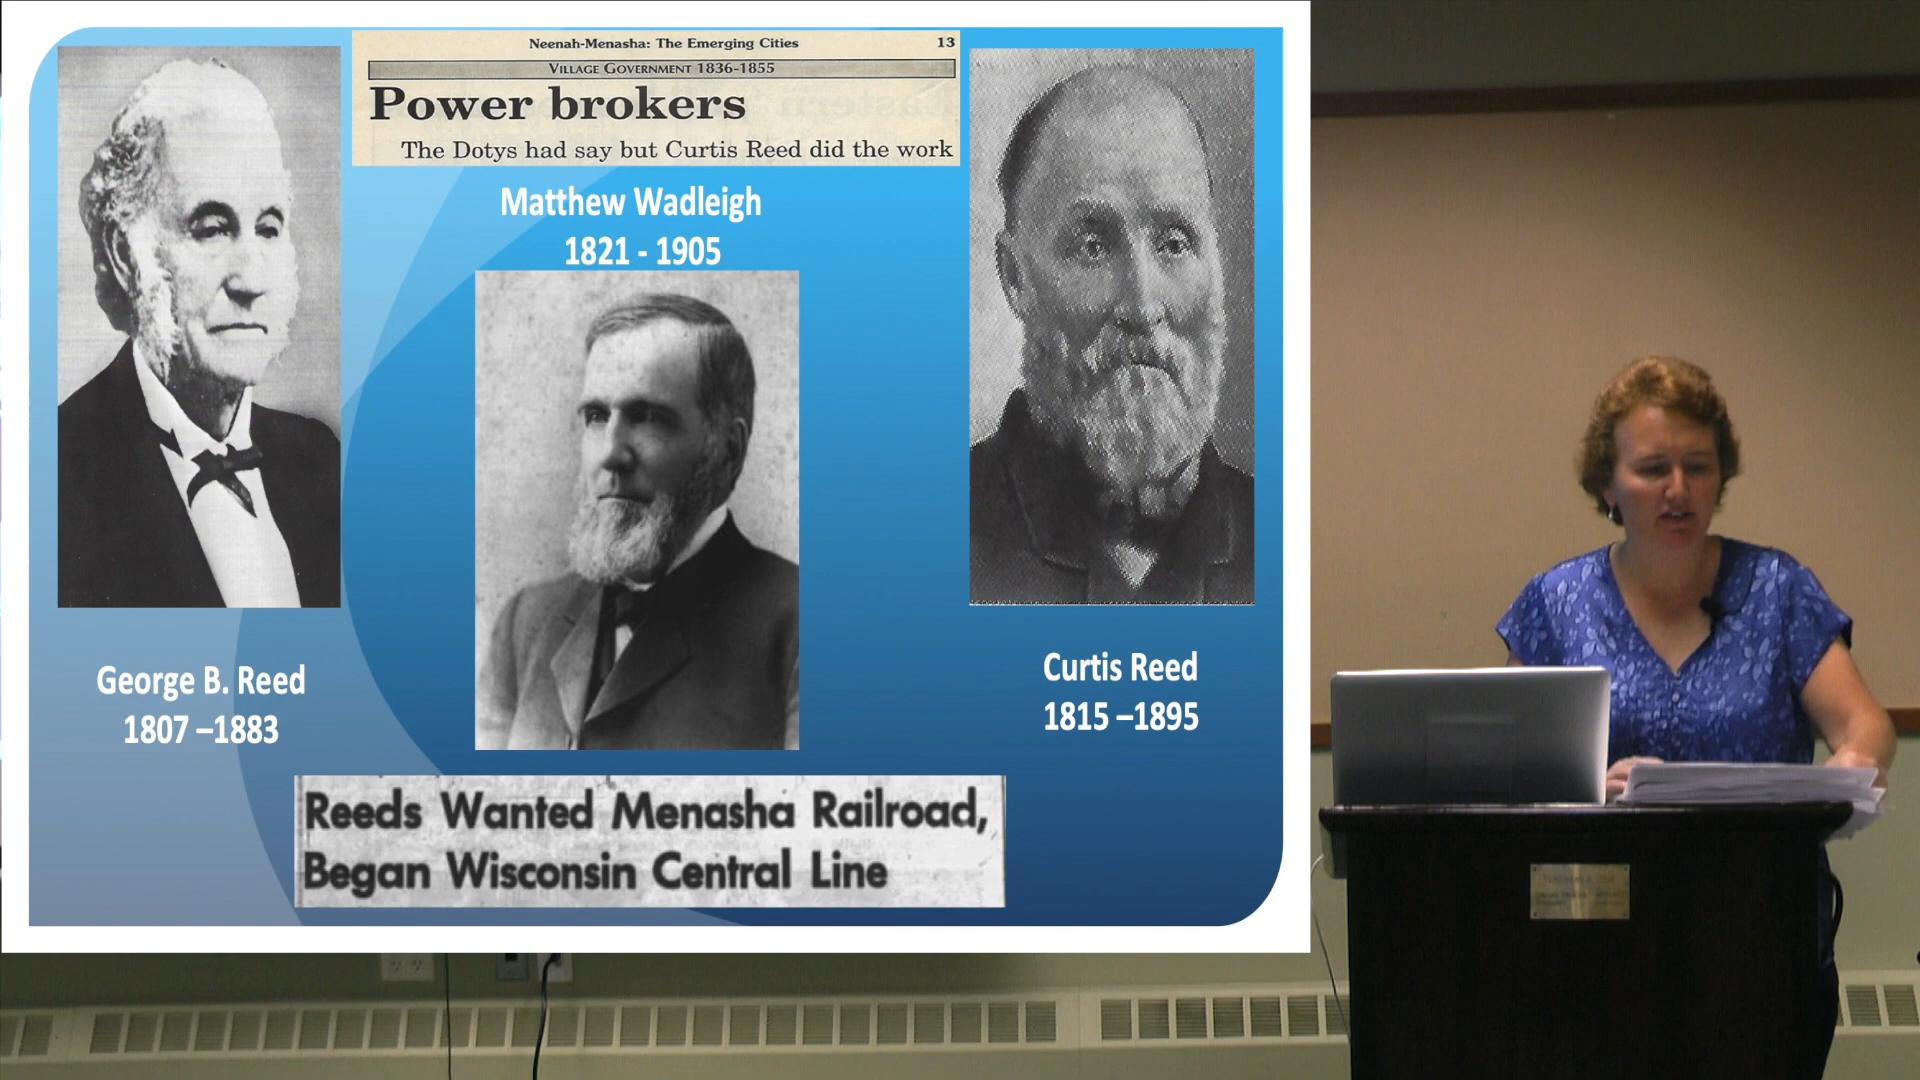 Neenah-Menasha: The Emerging Cities 13
VILLAGE GOVERNMENT 1836-1855
Power brokers
The Dotys had say but Curtis Reed did the work
Matthew Wadleigh
1821 - 1905
George B. Reed
1807 –1883
Curtis Reed
1815 –1895
Reeds Wanted Menasha Railroad,
Began Wisconsin Central Line